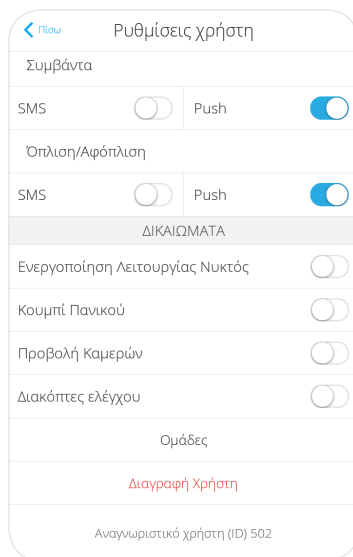 Πίσω Ρυθμίσεις χρήστη
Συμβάντα
SMS Push
Όπλιση/Αφόπλιση
SMS Push
ΔΙΚΑΙΩΜΑΤΑ
Ενεργοποίηση Λειτουργίας Νυκτός
Κουμπί Πανικού
Προβολή Καμερών
Διακόπτες ελέγχου
Ομάδες
Διαγραφή Χρήστη
Αναγνωριστικό χρήστη (ID) 502